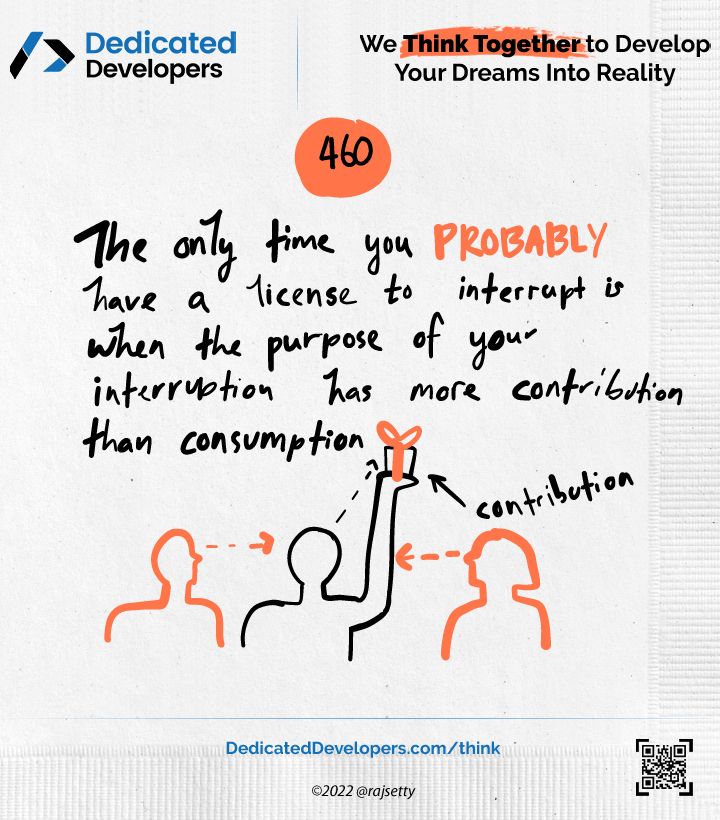 Dedicated
Developers
We Think Together to Develop
Your Dreams Into Reality
460
The only time you PROBABLY
have a license to interrupt is
when the purpose of your
interruption has more contribution
than consumption
contribution
DedicatedDevelopers.com/think
©2022 @rajsetty